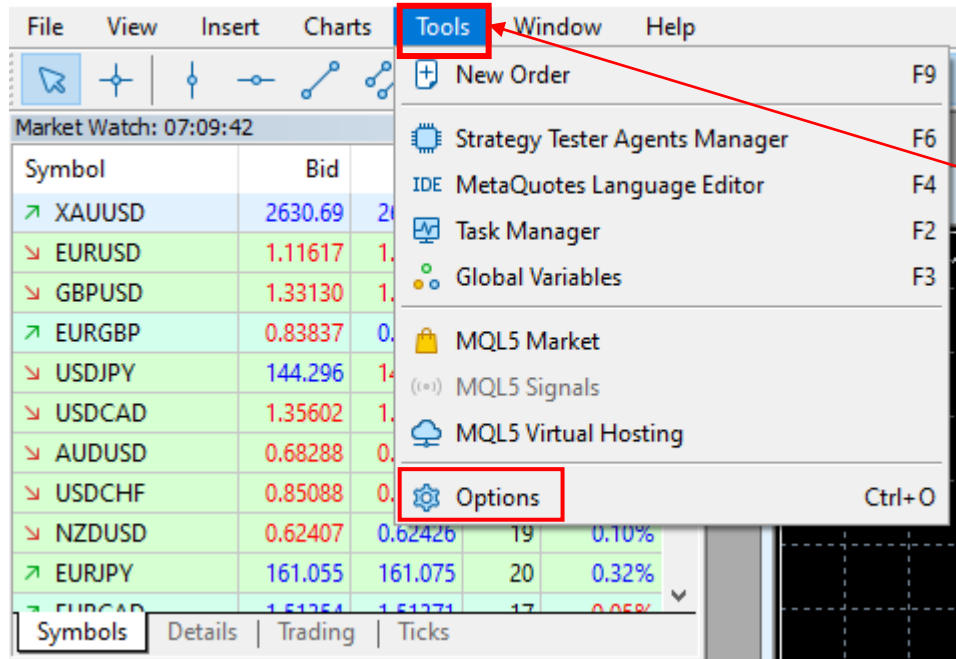 File View Insert Charts Tools Window Help
New Order F9
Market Watch: 07:09:42
Strategy Tester Agents Manager F6
Symbol Bid
IDE MetaQuotes Language Editor F4
XAUUSD 2630.69
Task Manager F2
EURUSD 1.11617
Global Variables F3
GBPUSD 1.33130
EURGBP 0.83837
MQL5 Market
USDJPY 144.296
MQL5 Signals
USDCAD 1.35602
MQL5 Virtual Hosting
AUDUSD 0.68288
USDCHF 0.85088
Options Ctrl+O
NZDUSD 0.62407 0.62426 19 0.10%
EURJPY 161.055 161.075 20 0.32%
Symbols Details | Trading | Ticks